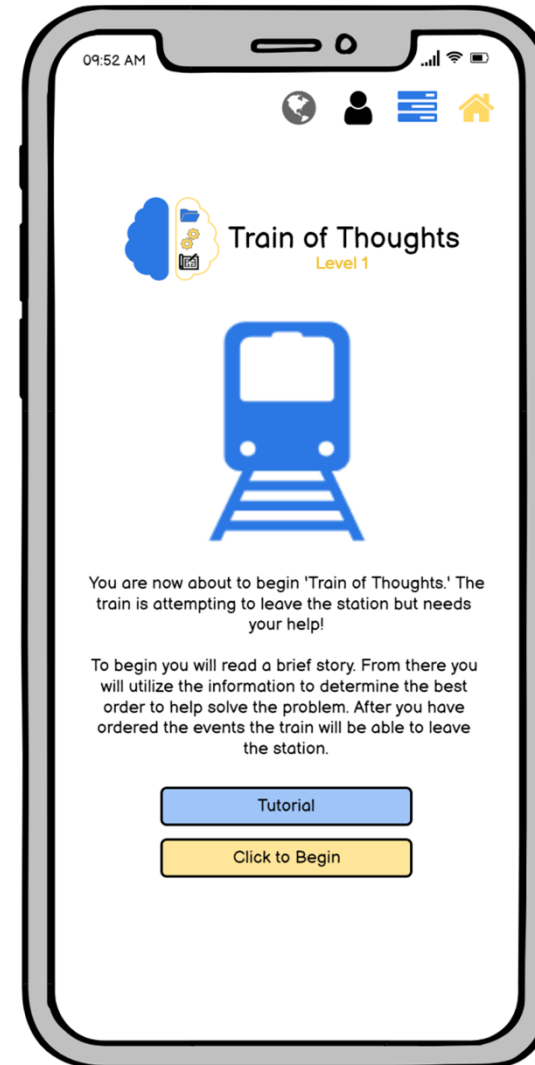 09:52 AM
Train of Thoughts
Level 1
You are now about to begin 'Train of Thoughts.' The
train is attempting to leave the station but needs
your help!
To begin you will read a brief story. From there you
will utilize the information to determine the best
order to help solve the problem. After you have
ordered the events the train will be able to leave
the station.
Tutorial
Click to Begin